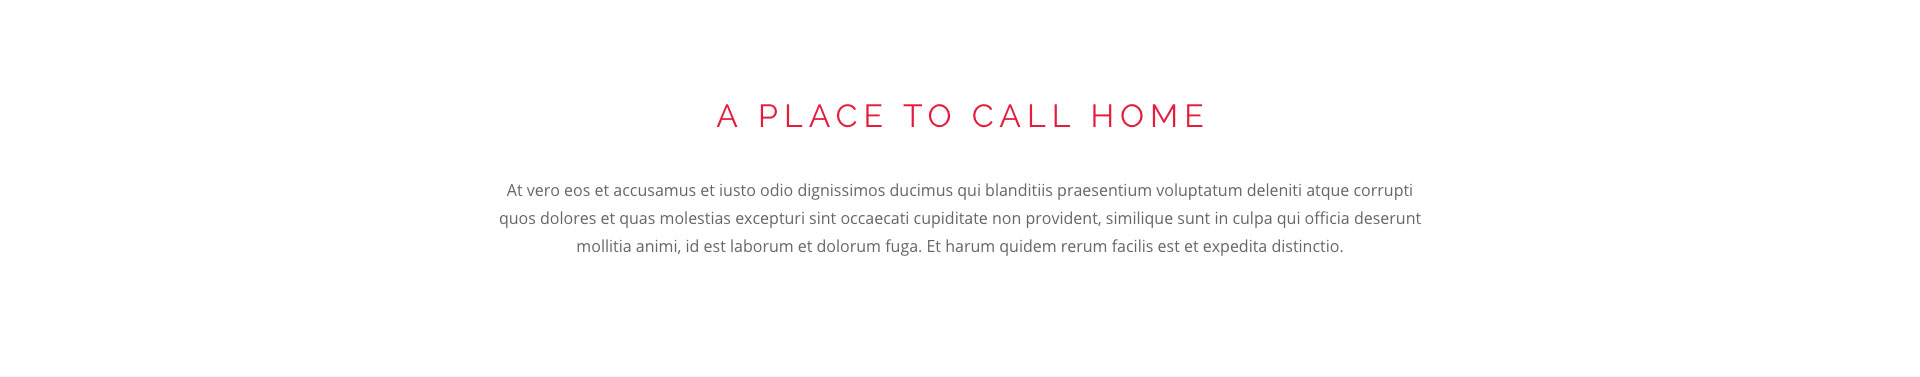 A PLACE TO CALL HOME
At vero eos et accusamus et iusto odio dignissimos ducimus qui blanditiis praesentium voluptatum deleniti atque corrupti
quos dolores et quas molestias excepturi sint occaecati cupiditate non provident, similique sunt in culpa qui officia deserunt
mollitia animi, id est laborum et dolorum fuga. Et harum quidem rerum facilis est et expedita distinctio.